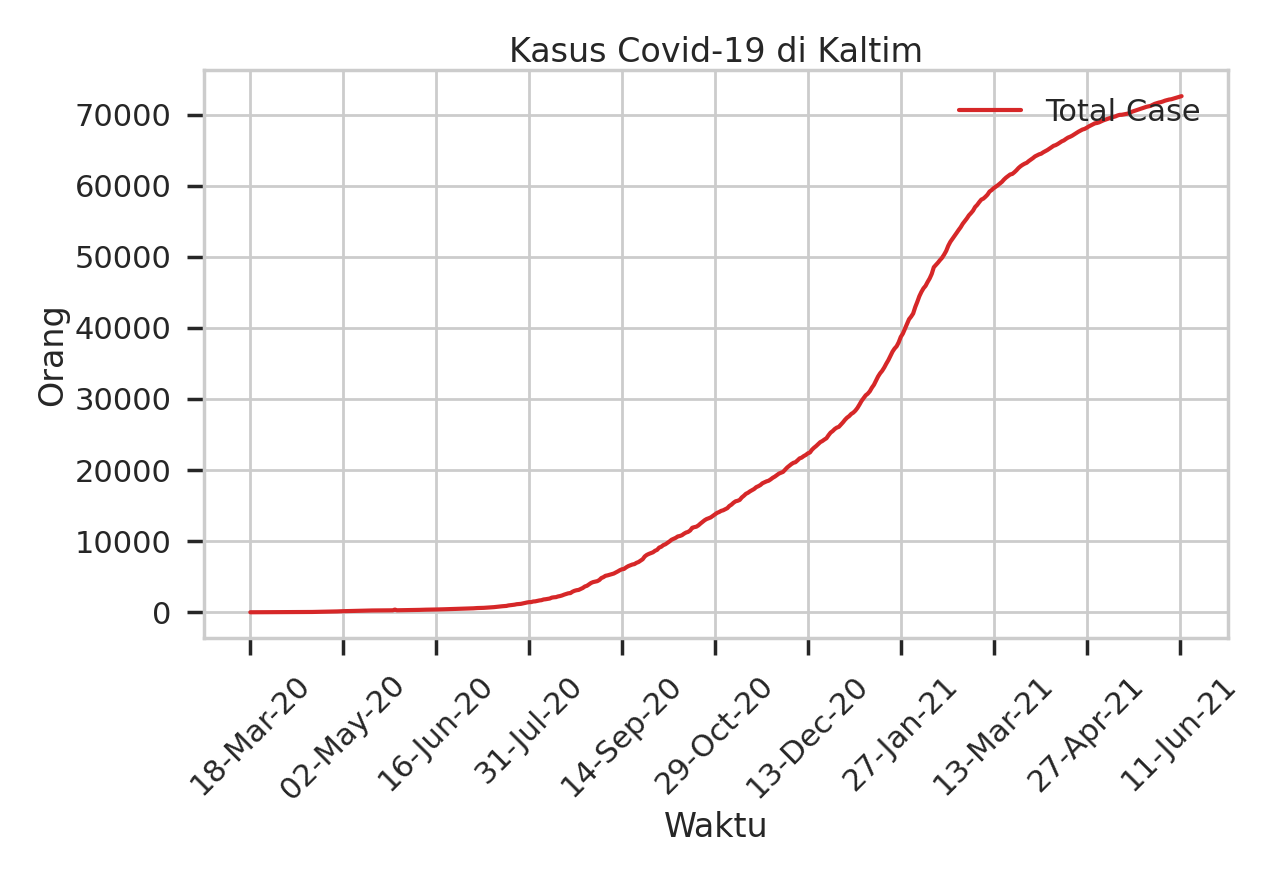 Kasus Covid-19 di Kaltim
Total Case
Orang
70000
60000
50000
40000
30000
20000
10000
0
18-Mar-20
02-May-20
16-Jun-20
31-Jul-20
14-Sep-20
29-Oct-20
13-Dec-20
27-Jan-21
13-Mar-21
27-Apr-21
11-Jun-21
Waktu